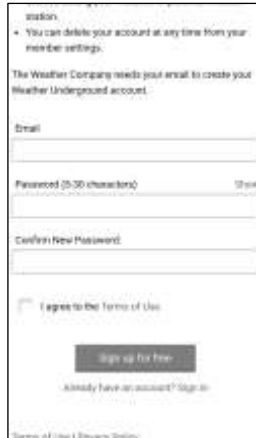 station.
• You can delete your account at any time from your
member settings.
The Weather Company needs your email to create your
Weather Underground account.
Email
Password (5-30 characters) Show
Confirm New Password
I agree to the Terms of Use
Sign up for free
Already have an account? Sign in
Terms of Use | Privacy Policy